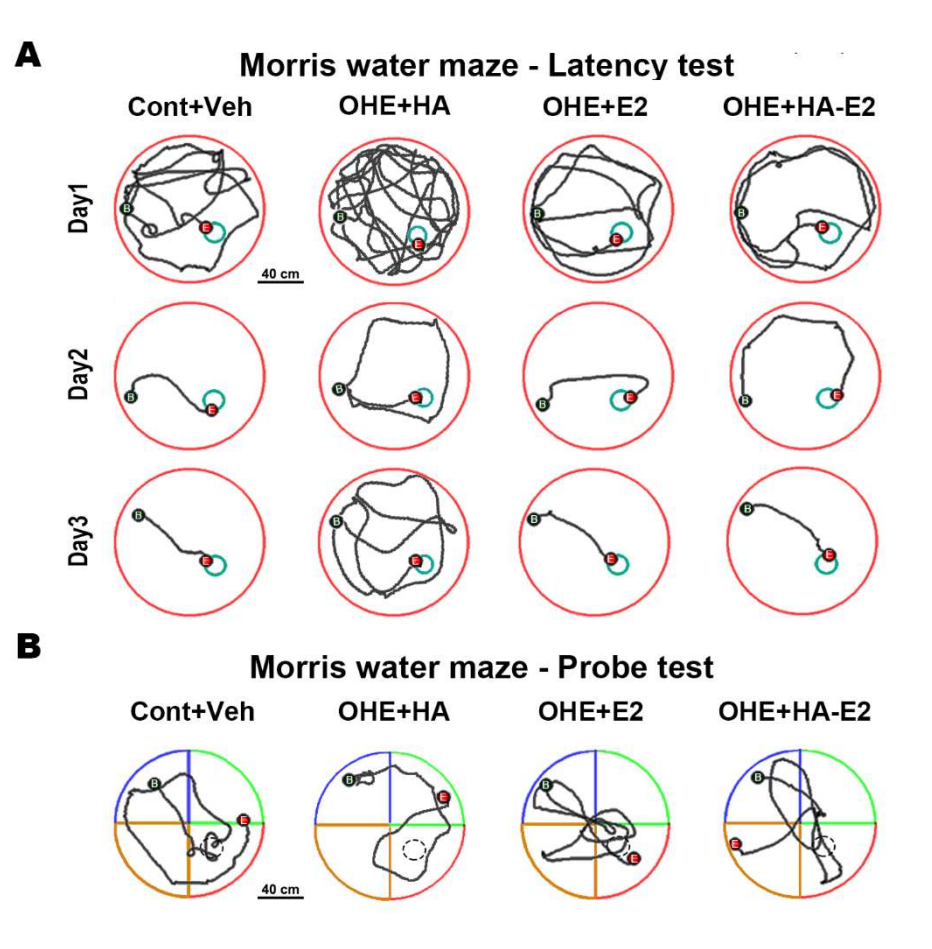 A
Morris water maze - Latency test
Cont+Veh OHE+HA OHE+E2 OHE+HA-E2
Day1
B E B E B E B E
40 cm
Day2
B E B E B E B E
Day3
B E B E B E B E
B
Morris water maze - Probe test
Cont+Veh OHE+HA OHE+E2 OHE+HA-E2
B E B E B E B E
40 cm